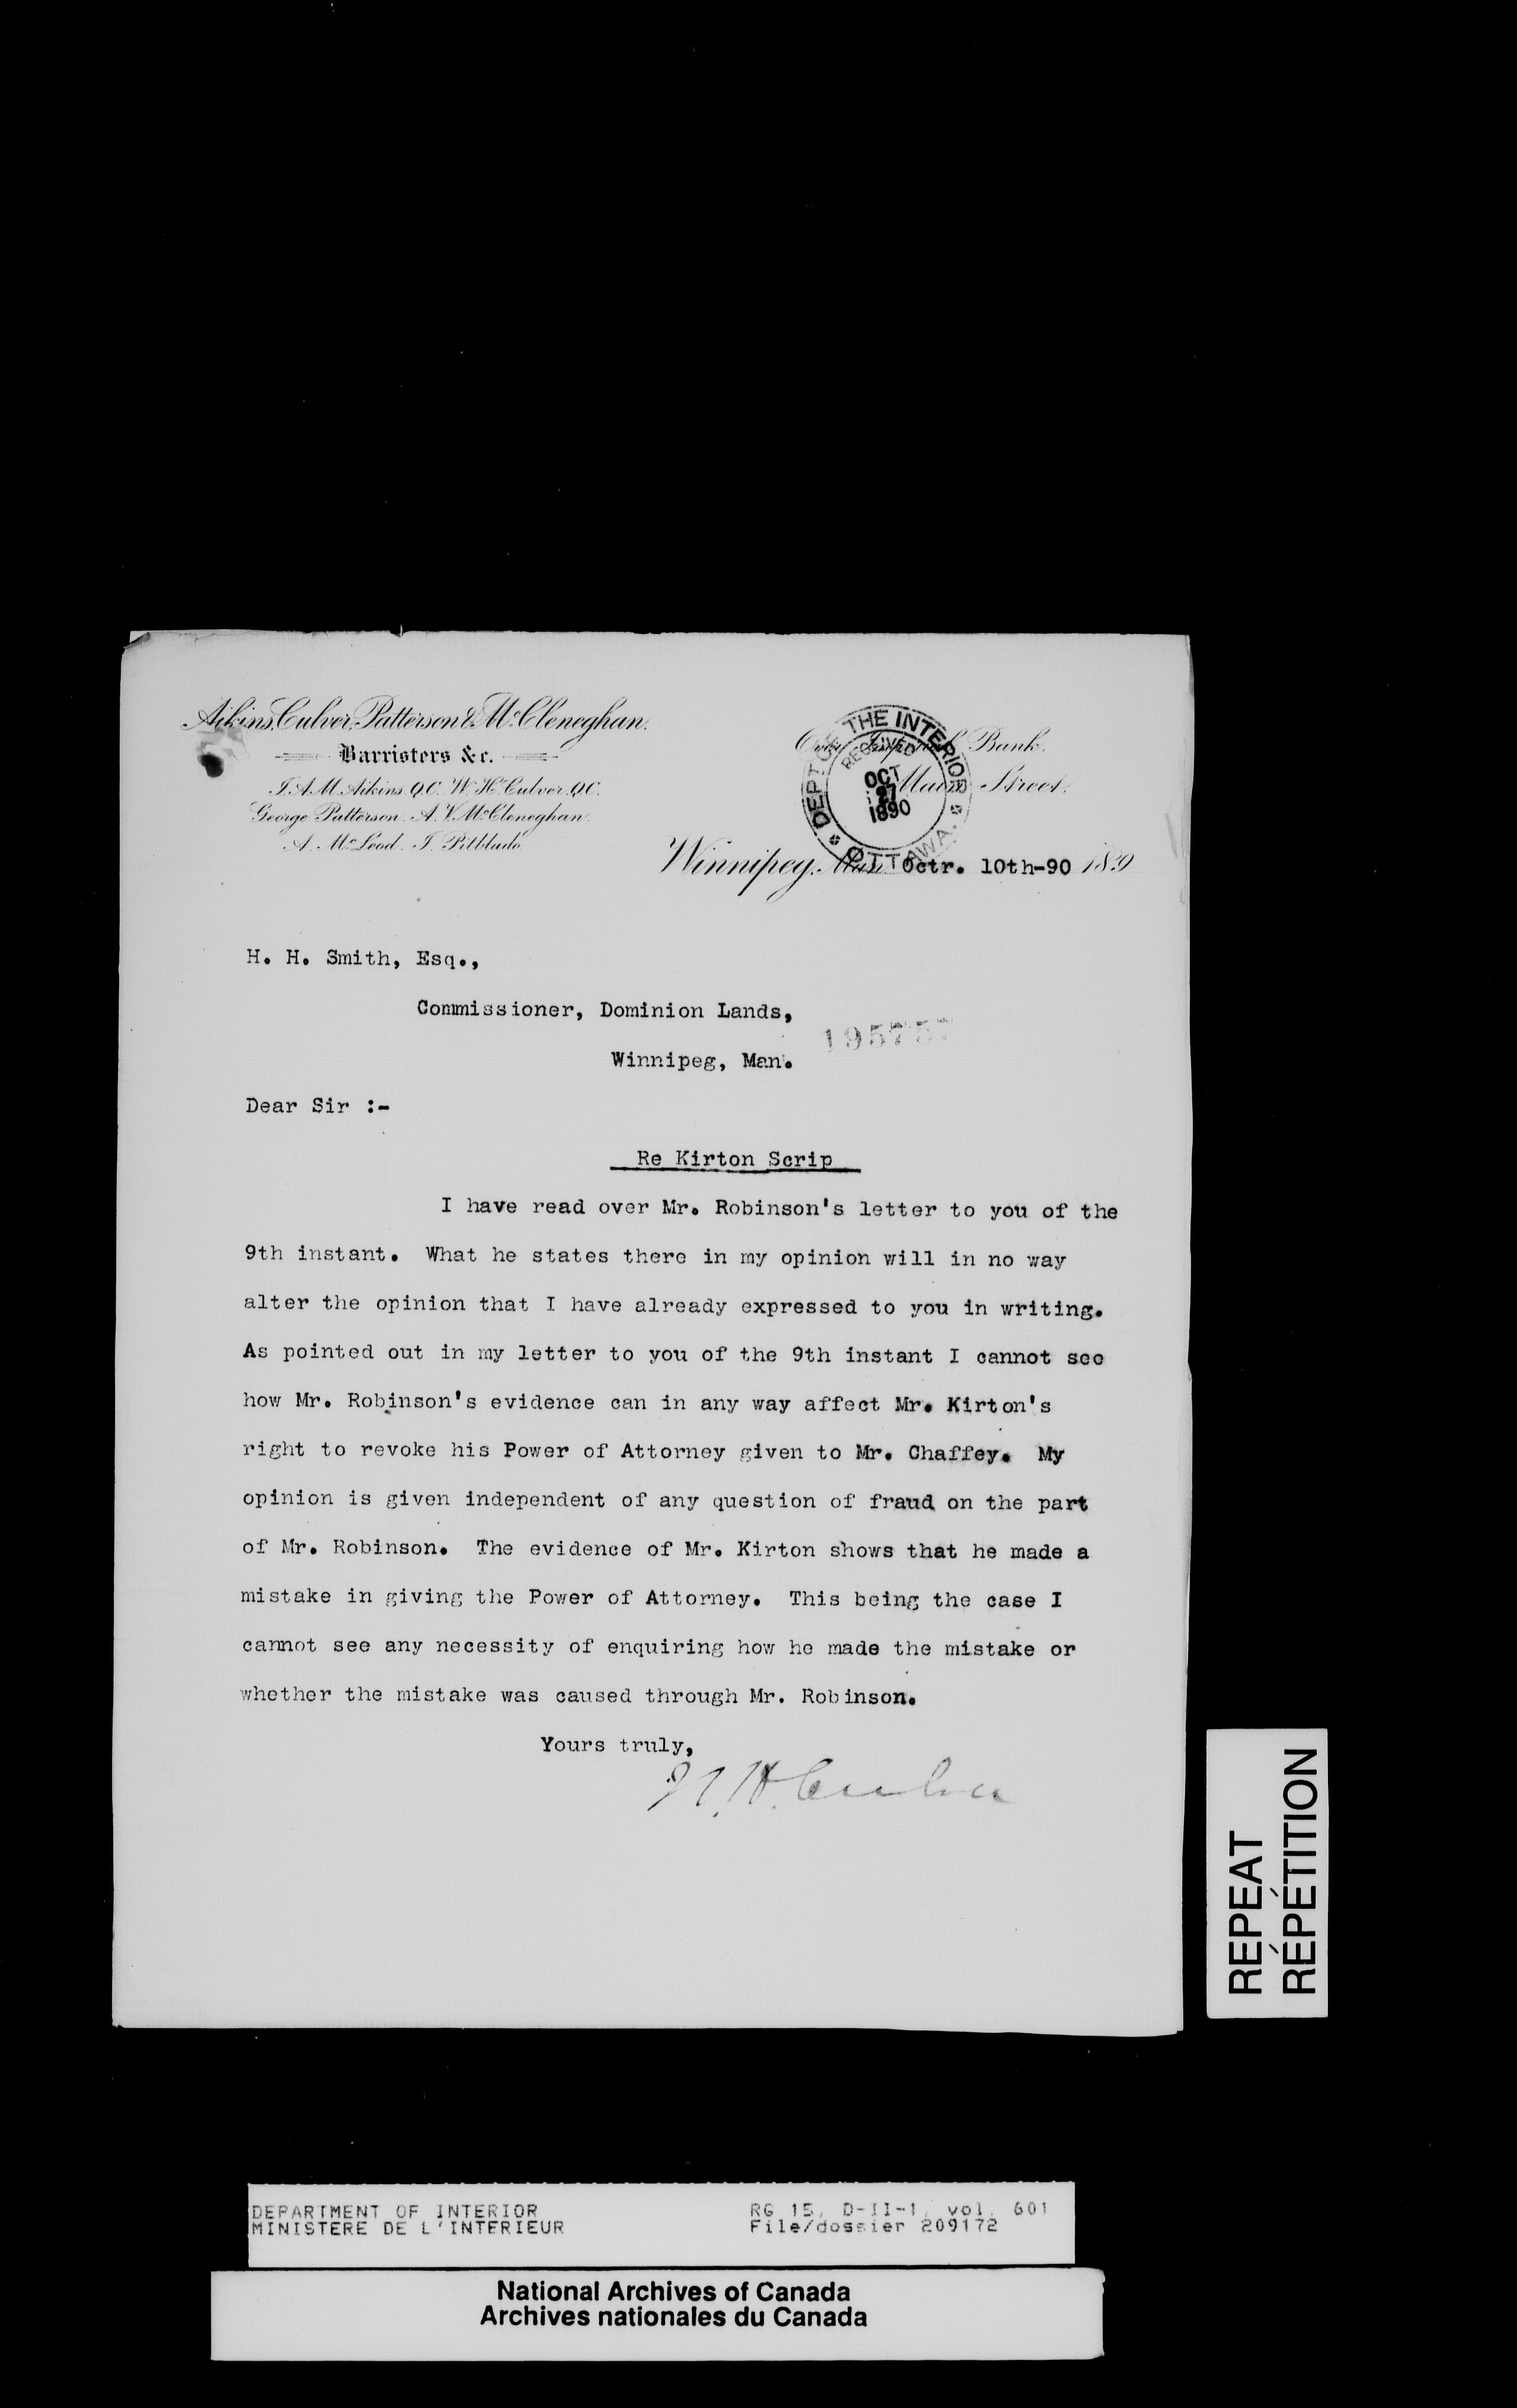 Aikins, Culver, Patterson & McCleneghan.
Barristers &c.
J.A.M. Aikins Q.C. W.H. Culver Q.C.
George Patterson. A.V. McCleneghan.
A. McLeod. I. Pitblado
Over Imperial Bank.
Main Street.
DEPT. OF THE INTERIOR
RECEIVED
OCT
27
1890
OTTAWA.
Winnipeg, Man. Octr. 10th-90 189
H. H. Smith, Esq.,
Commissioner, Dominion Lands,
195757
Winnipeg, Man.
Dear Sir :-
Re Kirton Scrip
I have read over Mr. Robinson's letter to you of the
9th instant. What he states there in my opinion will in no way
alter the opinion that I have already expressed to you in writing.
As pointed out in my letter to you of the 9th instant I cannot see
how Mr. Robinson's evidence can in any way affect Mr. Kirton's
right to revoke his Power of Attorney given to Mr. Chaffey. My
opinion is given independent of any question of fraud on the part
of Mr. Robinson. The evidence of Mr. Kirton shows that he made a
mistake in giving the Power of Attorney. This being the case I
cannot see any necessity of enquiring how he made the mistake or
whether the mistake was caused through Mr. Robinson.
Yours truly,
W.H. Culver
REPEAT
RÉPÉTITION
DEPARTMENT OF INTERIOR
MINISTERE DE L'INTERIEUR
RG 15, D-II-1, vol. 601
File/dossier 209172
National Archives of Canada
Archives nationales du Canada